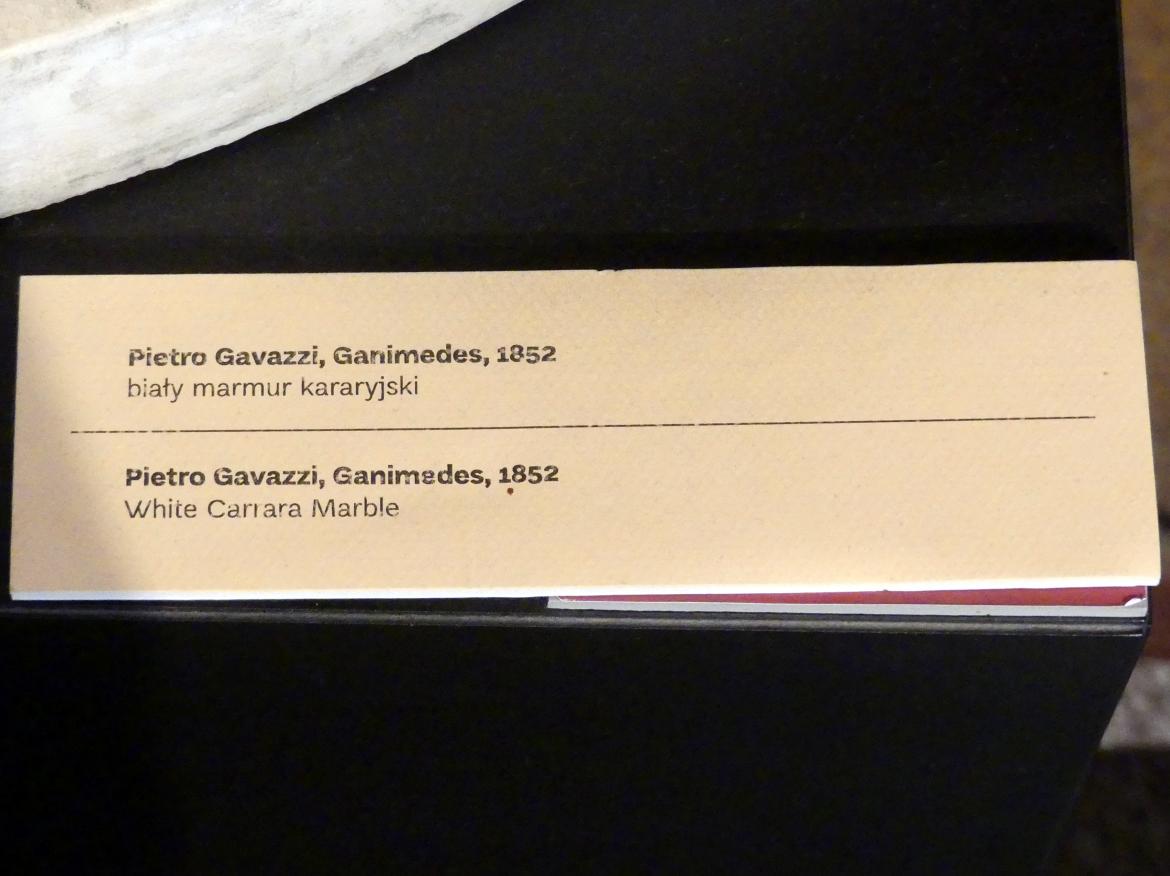 Pietro Gavazzi, Ganimedes, 1852
biały marmur kararyjski
Pietro Gavazzi, Ganimedes, 1852
White Carrara Marble